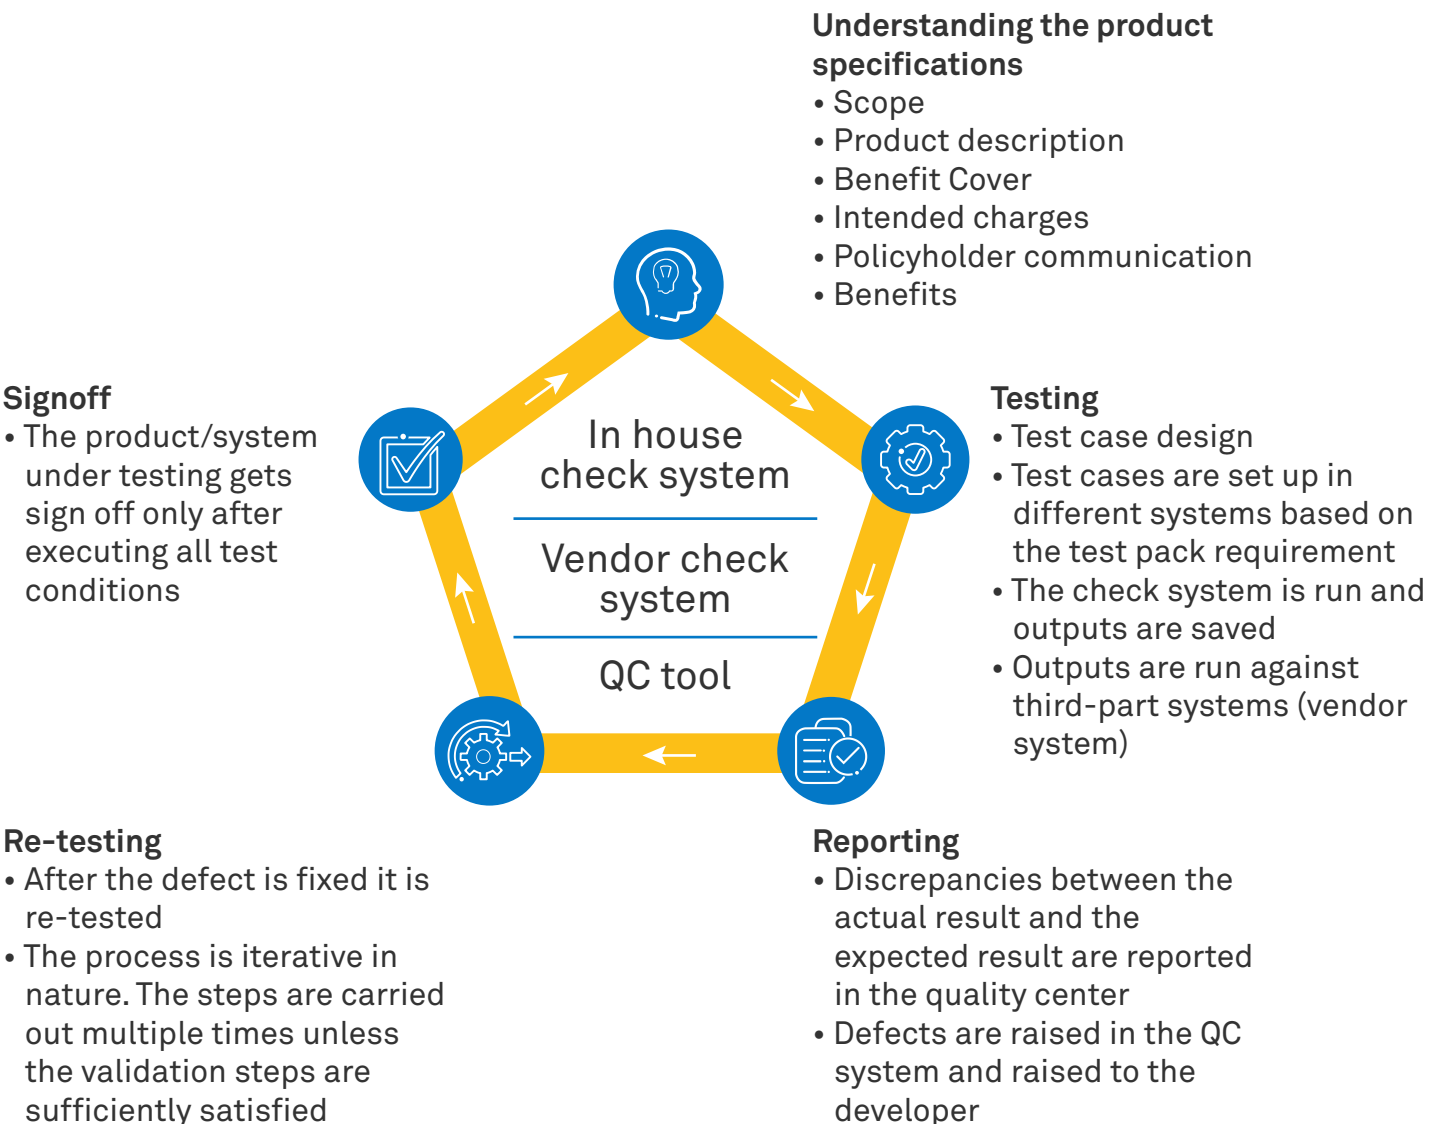 Understanding the product
specifications
• Scope
• Product description
• Benefit Cover
• Intended charges
• Policyholder communication
• Benefits
Signoff
• The product/system
under testing gets
sign off only after
executing all test
conditions
In house
check system
Vendor check
system
QC tool
Testing
• Test case design
• Test cases are set up in
different systems based on
the test pack requirement
• The check system is run and
outputs are saved
• Outputs are run against
third-part systems (vendor
system)
Re-testing
• After the defect is fixed it is
re-tested
• The process is iterative in
nature. The steps are carried
out multiple times unless
the validation steps are
sufficiently satisfied
Reporting
• Discrepancies between the
actual result and the
expected result are reported
in the quality center
• Defects are raised in the QC
system and raised to the
developer